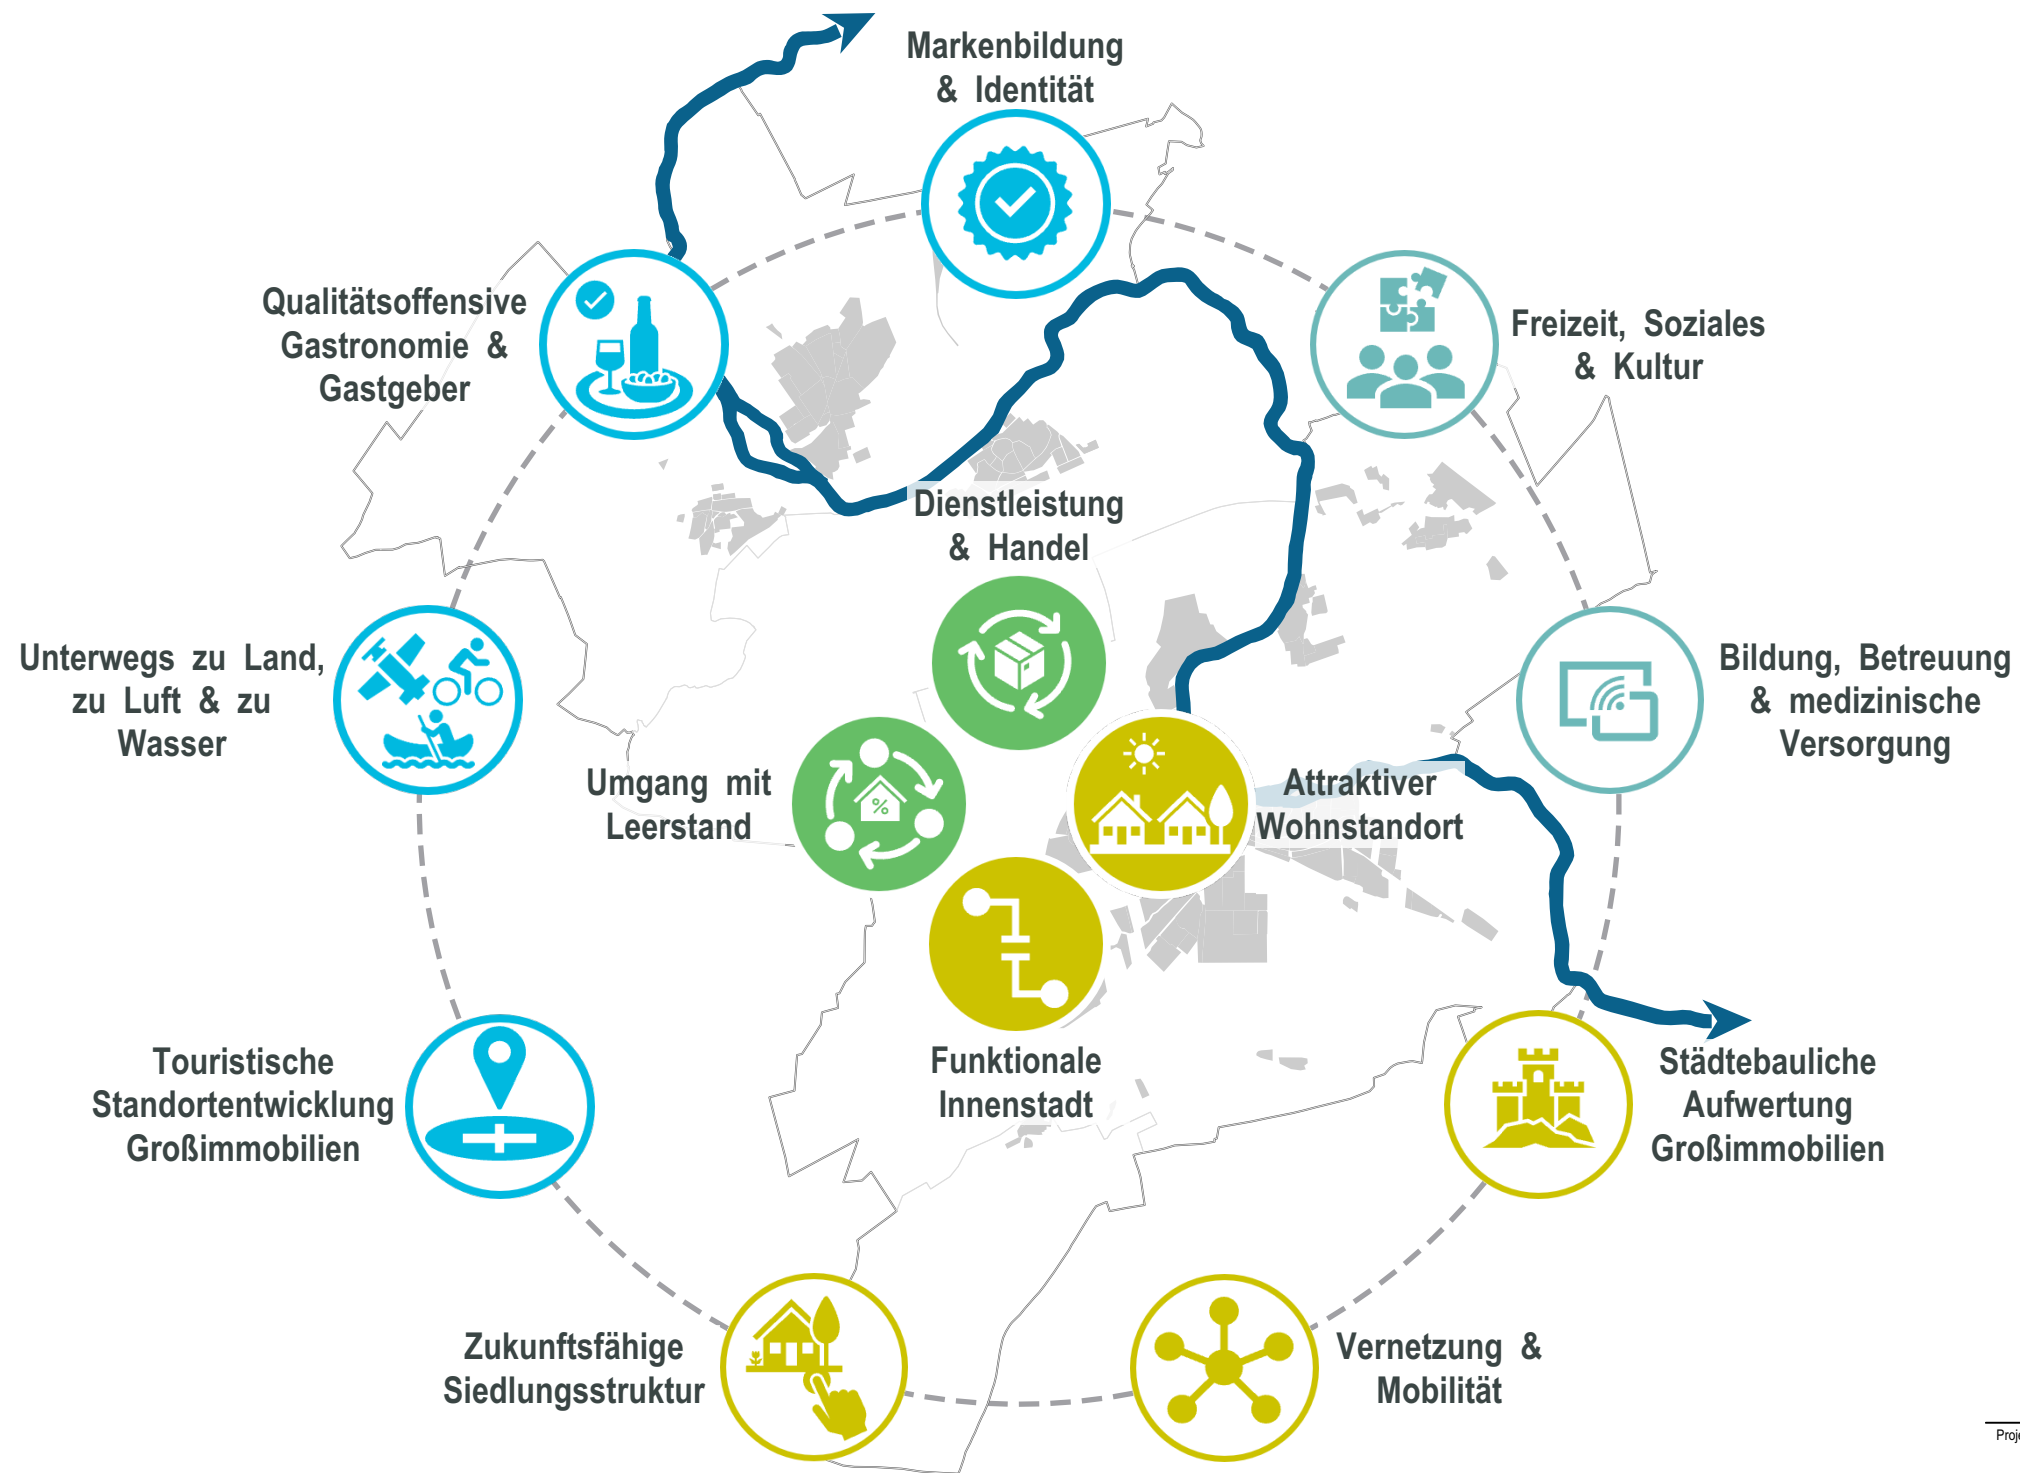 Markenbildung
& Identität
Qualitätsoffensive
Gastronomie &
Gastgeber
Freizeit, Soziales
& Kultur
Dienstleistung
& Handel
Unterwegs zu Land,
zu Luft & zu
Wasser
Bildung, Betreuung
& medizinische
Versorgung
Umgang mit
Leerstand
%
Attraktiver
Wohnstandort
Funktionale
Innenstadt
Touristische
Standortentwicklung
Großimmobilien
Städtebauliche
Aufwertung
Großimmobilien
Zukunftsfähige
Siedlungsstruktur
Vernetzung &
Mobilität